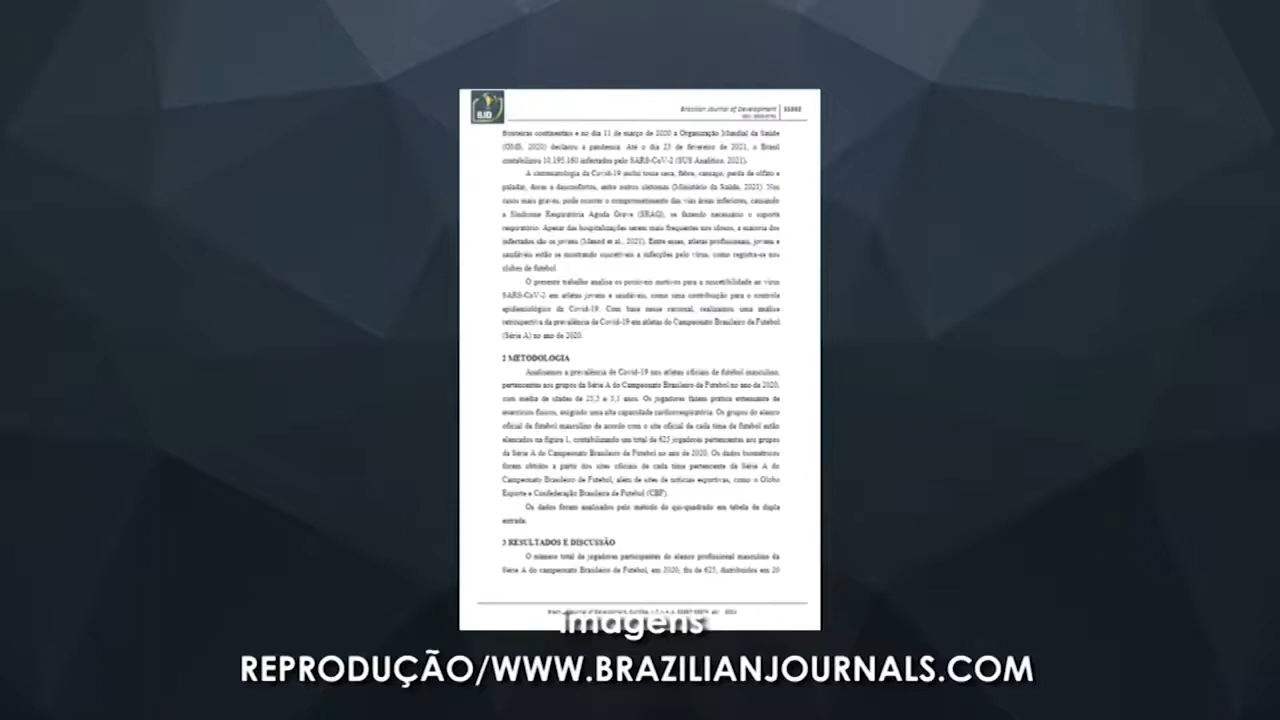 BJD
Brazilian Journal of Development
fronteiras continentais e no dia 11 de março de 2020 a Organização Mundial da Saúde
(OMS, 2020) declarou a pandemia. Até o dia 23 de fevereiro de 2021, o Brasil
contabilizou 10.195.160 infectados pelo SARS-CoV-2 (SUS Analítico, 2021).
A sintomatologia da Covid-19 inclui tosse seca, febre, cansaço, perda de olfato e
paladar, dores e desconfortos, entre outros sintomas (Ministério da Saúde, 2021). Nos
casos mais graves, pode ocorrer o comprometimento das vias áreas inferiores, causando
a Síndrome Respiratória Aguda Grave (SRAG), se fazendo necessário o suporte
respiratório. Apesar das hospitalizações serem mais frequentes nos idosos, a maioria dos
infectados são os jovens et al., 2021). Entre esses, atletas profissionais, jovens e
saudáveis estão se mostrando suscetíveis a infecções pelo vírus, como registra-se nos
clubes de futebol.
O presente trabalho analisa os possíveis motivos para a suscetibilidade ao vírus
SARS-CoV-2 em atletas jovens e saudáveis, como uma contribuição para o controle
epidemiológico da Covid-19. Com base nesse racional, realizamos uma análise
retrospectiva da prevalência de Covid-19 em atletas do Campeonato Brasileiro de Futebol
(Série A) no ano de 2020.
2 METODOLOGIA
Analisamos a prevalência de Covid-19 nos atletas oficiais de futebol masculino,
pertencentes aos grupos da Série A do Campeonato Brasileiro de Futebol no ano de 2020,
com média de idades de anos. Os jogadores fazem prática extenuante de
exercícios físicos, exigindo uma alta capacidade cardiorrespiratória. Os grupos do elenco
oficial de futebol masculino de acordo com o site oficial de cada time de futebol estão
elencados na figura 1, contabilizando um total de 625 jogadores pertencentes aos grupos
da Série A do Campeonato Brasileiro de Futebol no ano de 2020. Os dados biométricos
foram obtidos a partir dos sites oficiais de cada time pertencente da Série A do
Campeonato Brasileiro de Futebol, além de sites de notícias esportivas, como o Globo
Esporte e Confederação Brasileira de Futebol (CBF).
Os dados foram analisados pelo método do qui-quadrado em tabela de dupla
entrada.
3 RESULTADOS E DISCUSSÃO
O número total de jogadores participantes do elenco profissional masculino da
Série A do campeonato Brasileiro de Futebol, em 2020, foi de 625, distribuídos em 20
imagens
REPRODUÇÃO/WWW.BRAZILIANJOURNALS.COM